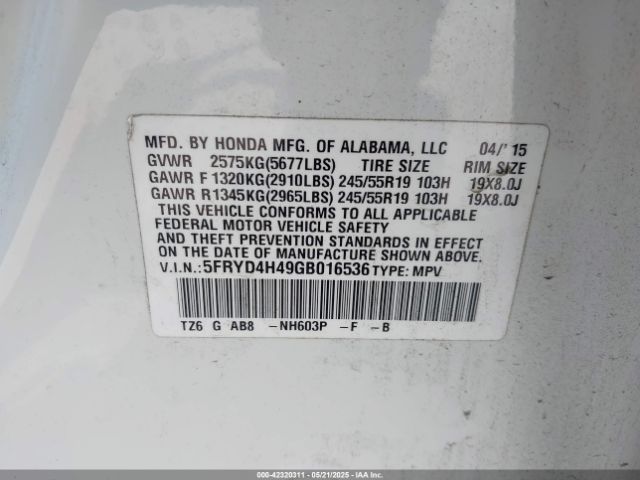 MFD. BY HONDA MFG. OF ALABAMA, LLC 04/'15
GVWR 2575KG(5677LBS) TIRE SIZE RIM SIZE
GAWR F 1320KG(2910LBS) 245/55R19 103H 19X8.0J
GAWR R 1345KG(2965LBS) 245/55R19 103H 19X8.0J
THIS VEHICLE CONFORMS TO ALL APPLICABLE
FEDERAL MOTOR VEHICLE SAFETY
AND THEFT PREVENTION STANDARDS IN EFFECT
ON THE DATE OF MANUFACTURE SHOWN ABOVE.
V.I.N.:5FRYD4H49GB016536 TYPE: MPV
TZ6 G AB8 -NH603P -F -B
000-42320311 - 05/21/2025 - IAA Inc.